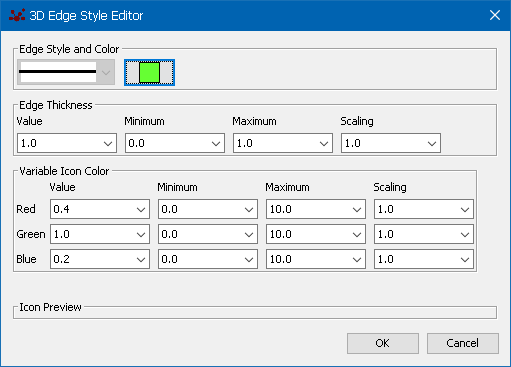 3D Edge Style Editor
Edge Style and Color
Edge Thickness
Value Minimum Maximum Scaling
1.0 0.0 1.0 1.0
Variable Icon Color
Value Minimum Maximum Scaling
Red 0.4 0.0 10.0 1.0
Green 1.0 0.0 10.0 1.0
Blue 0.2 0.0 10.0 1.0
Icon Preview
OK Cancel